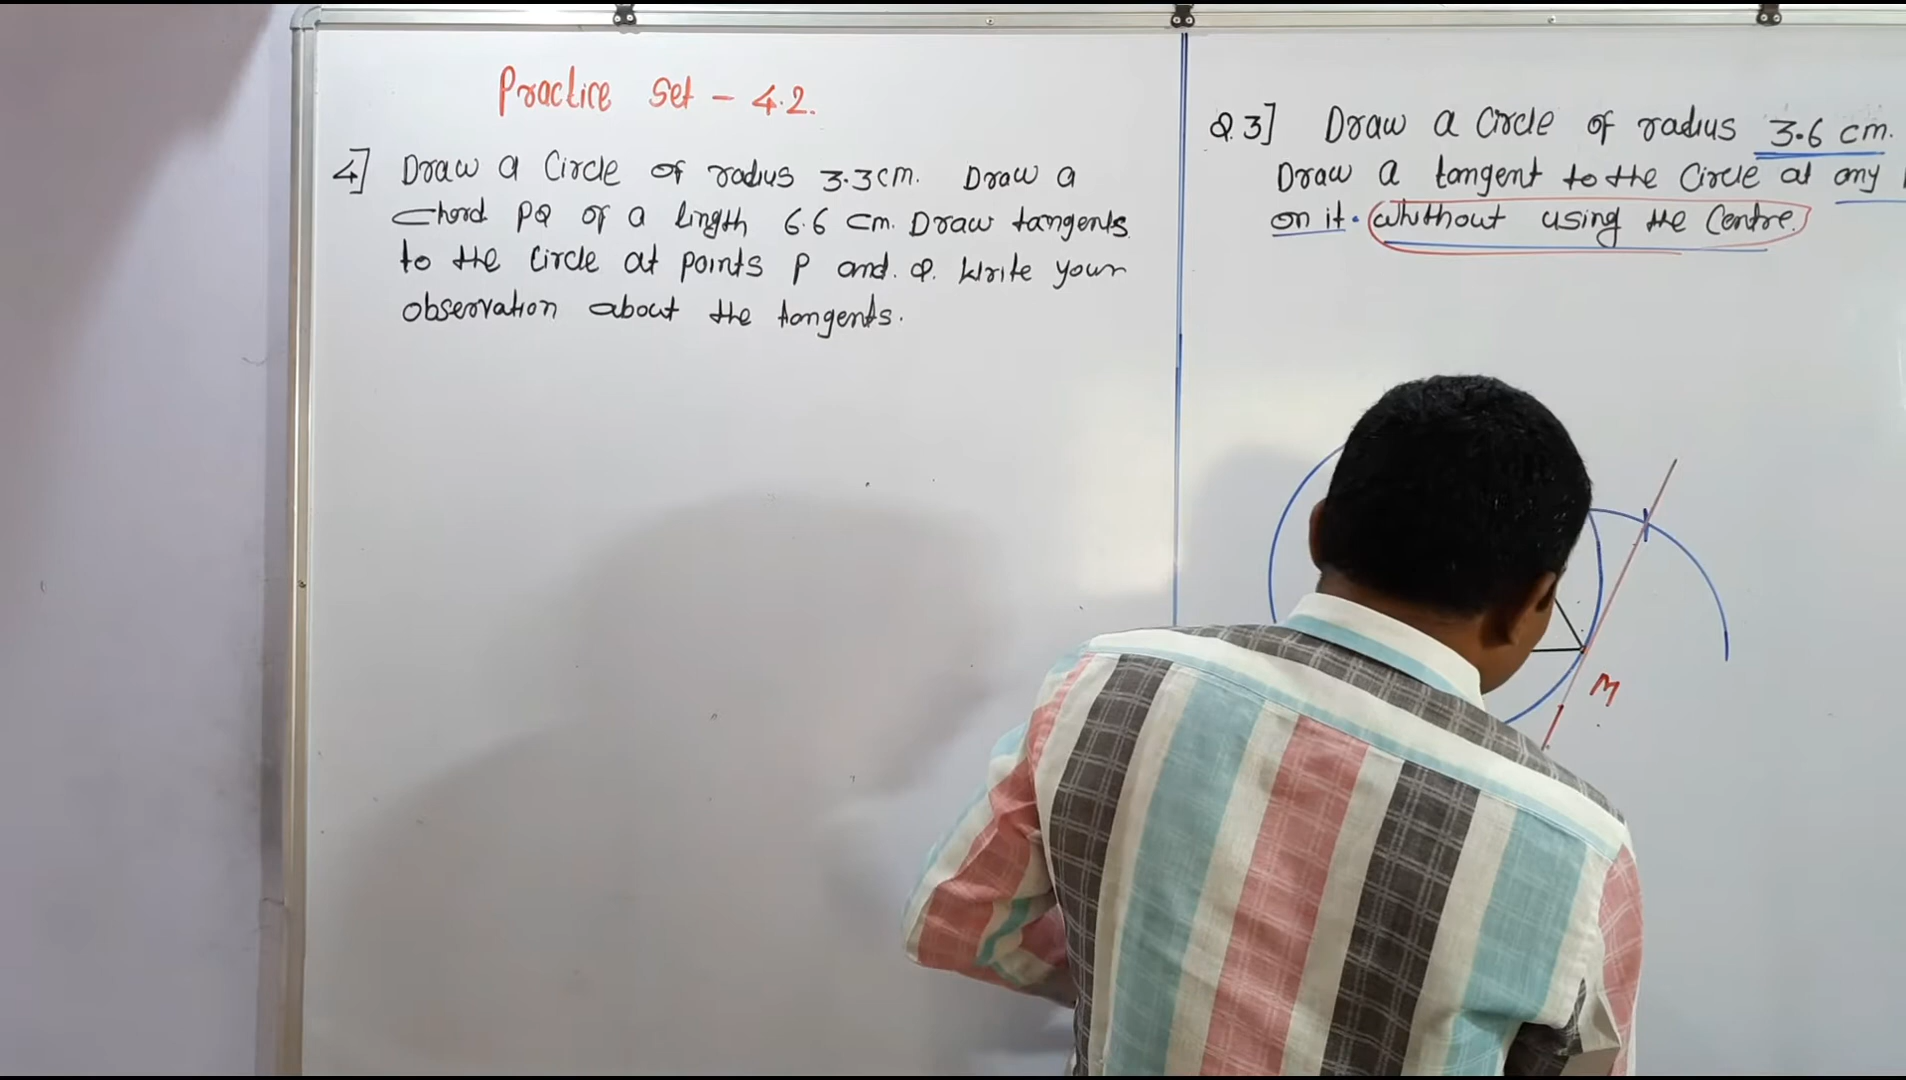 Practice Set - 4.2.
4] Draw a Circle of radius 3.3cm. Draw a
Chord PQ of a lingth 6.6 cm. Draw tangents
to the circle at points P and. Q. Write your
observation about the tangents.
Q.3] Draw a Circle of radius 3.6 cm.
Draw a tangent to the Circle at any
on it. Whithout using the Centre.
M